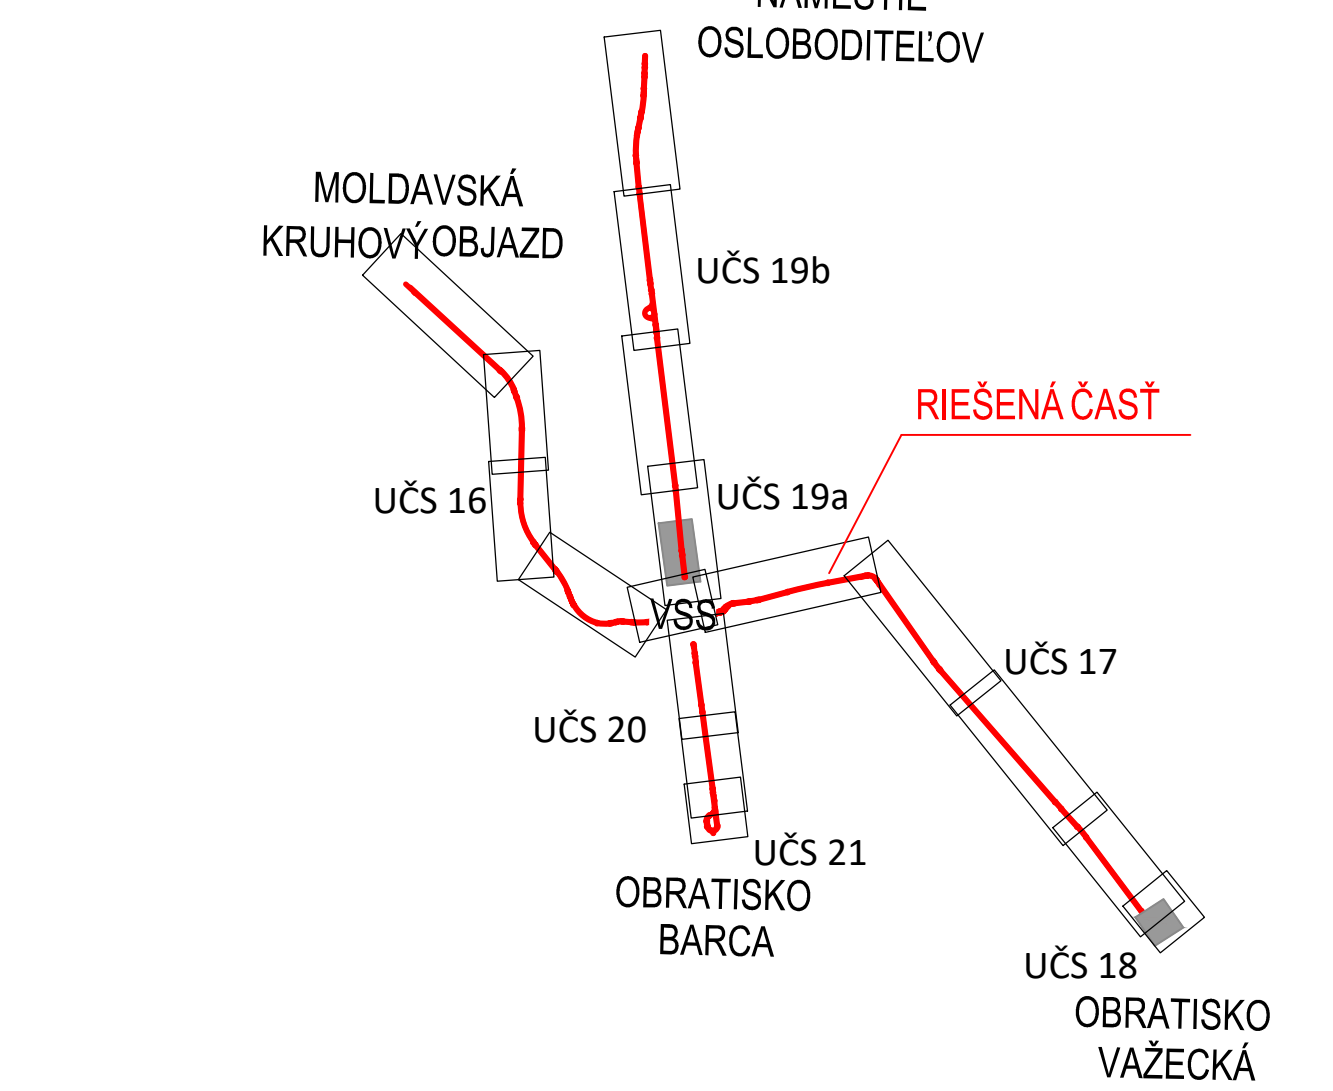 NÁMESTIE
OSLOBODITEĽOV
MOLDAVSKÁ
KRUHOVÝ OBJAZD
UČS 19b
RIEŠENÁ ČASŤ
UČS 16
UČS 19a
VSS
UČS 17
UČS 20
UČS 21
OBRATISKO
BARCA
UČS 18
OBRATISKO
VAŽECKÁ